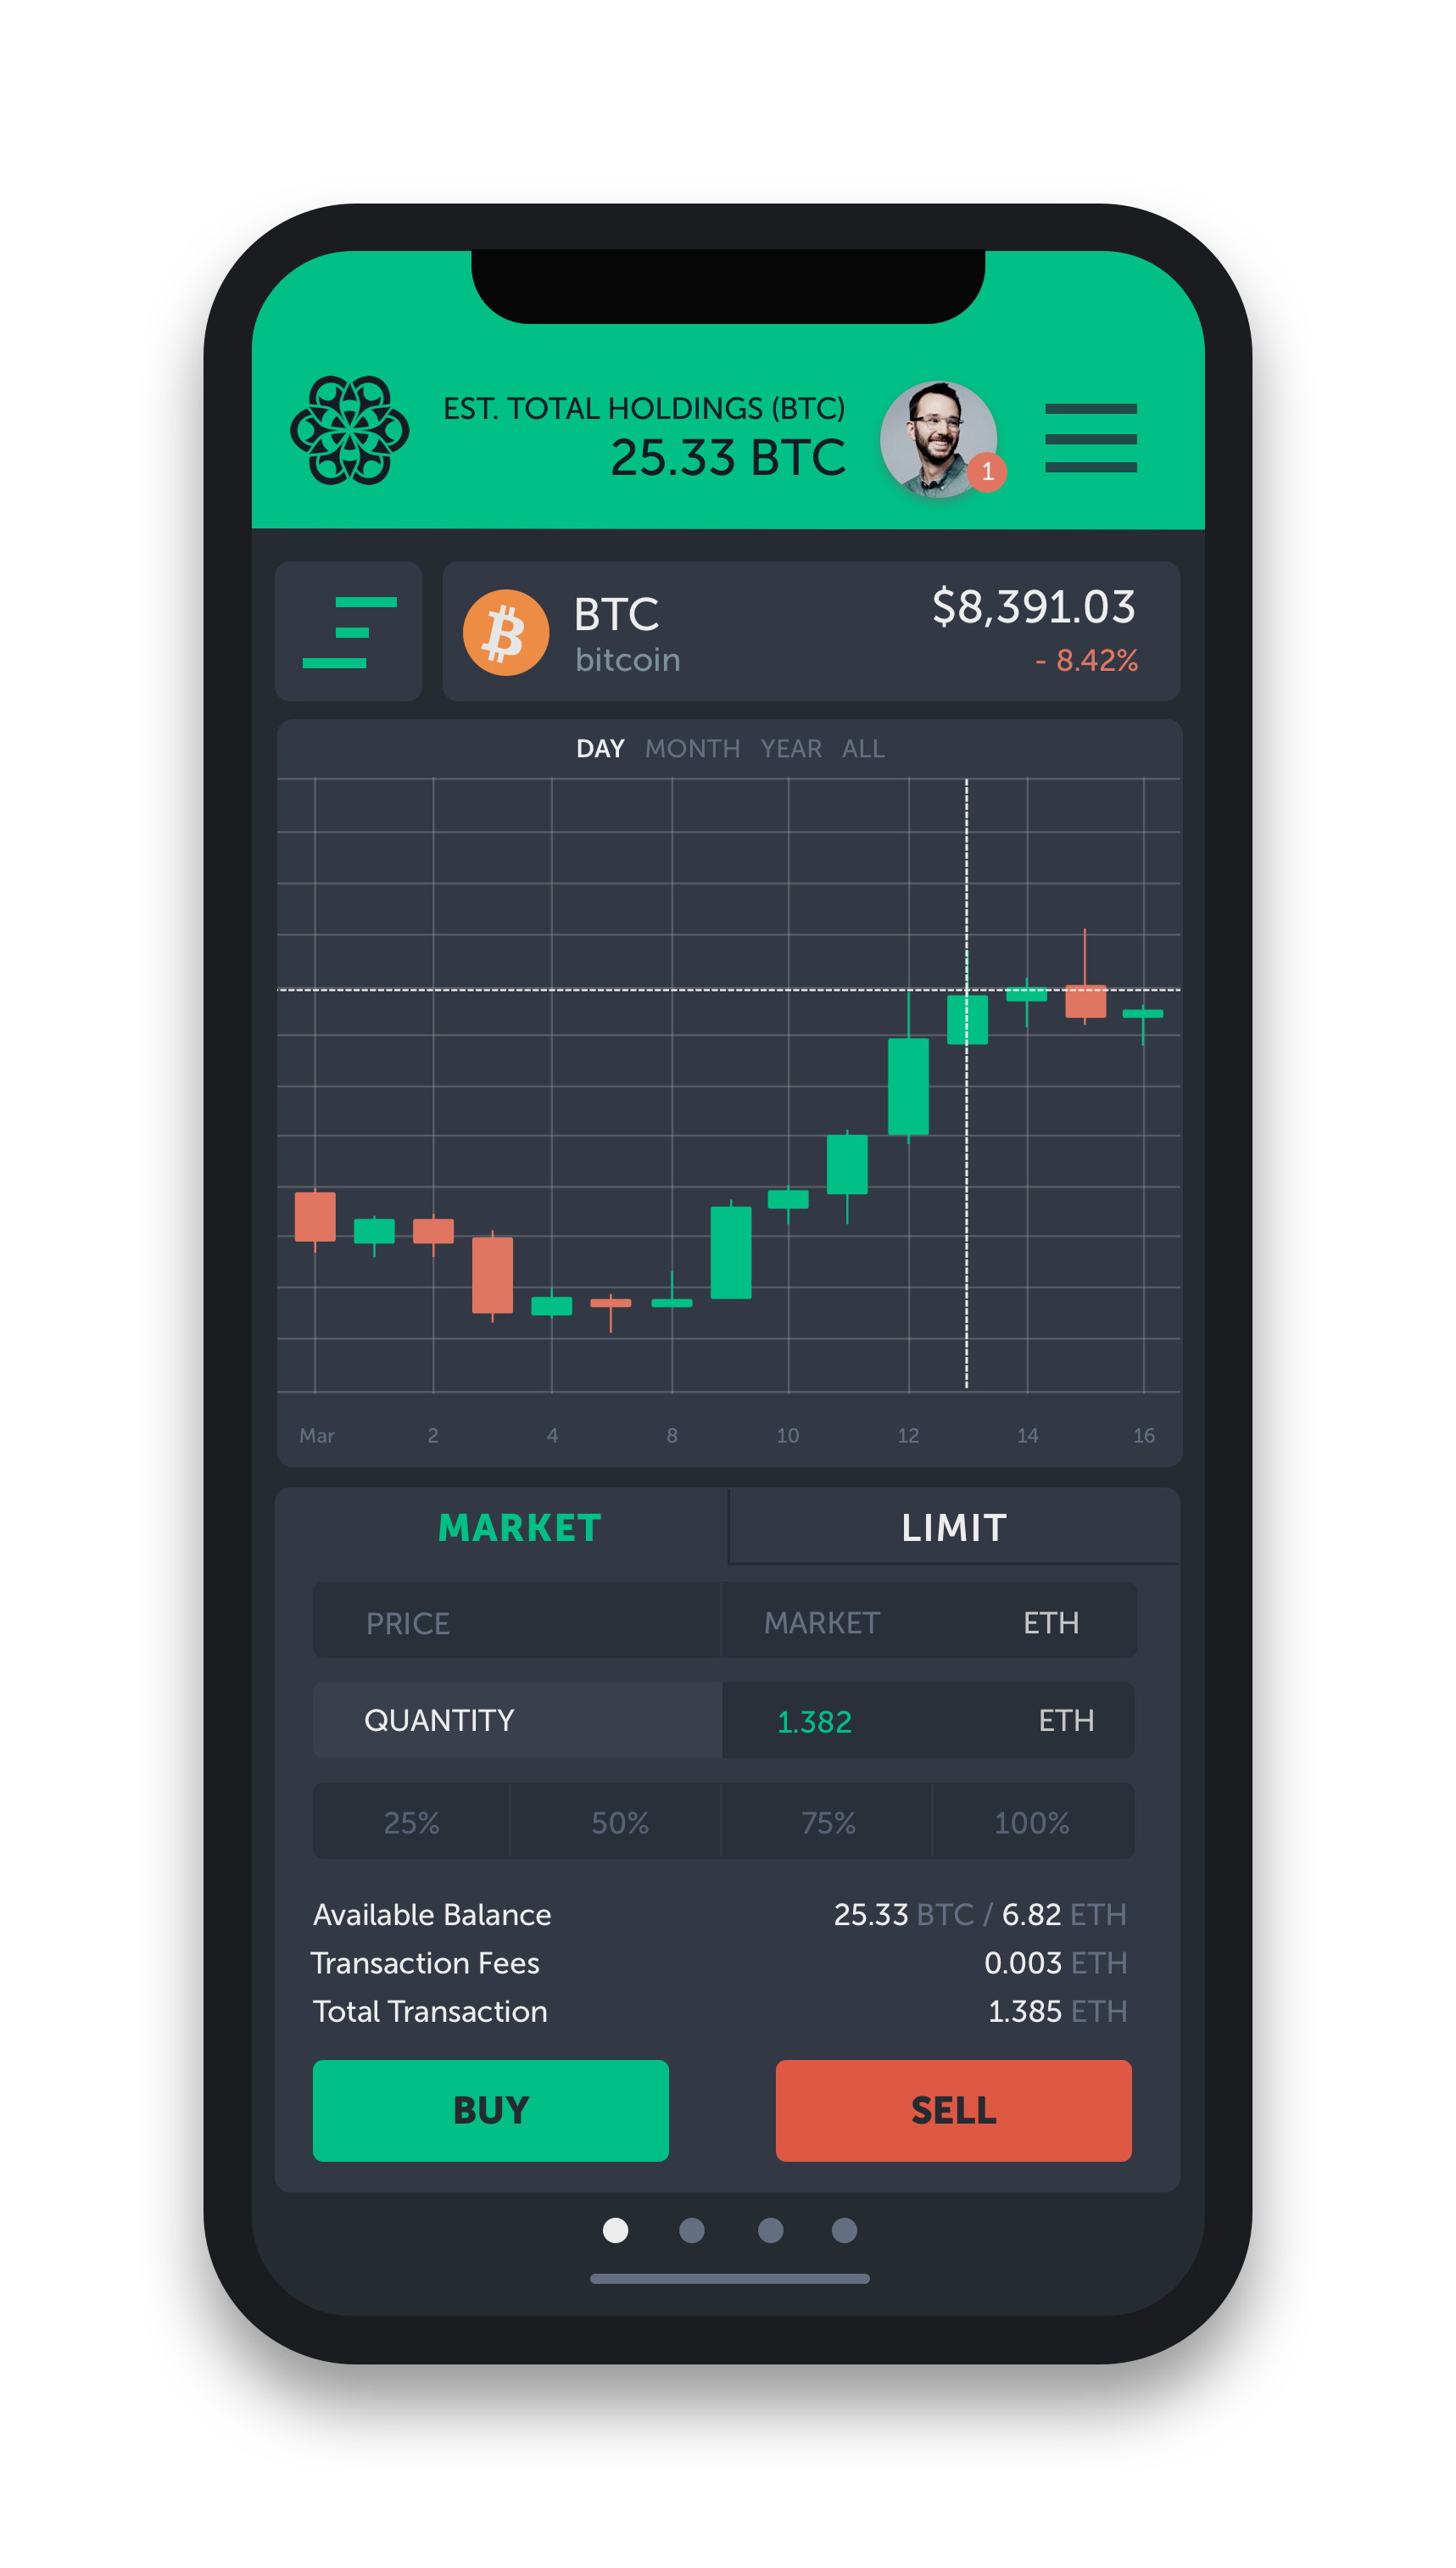 EST. TOTAL HOLDINGS (BTC)
25.33 BTC
1
BTC
bitcoin
$8,391.03
- 8.42%
DAY MONTH YEAR ALL
Mar 2 4 8 10 12 14 16
MARKET LIMIT
PRICE MARKET ETH
QUANTITY 1.382 ETH
25% 50% 75% 100%
Available Balance 25.33 BTC / 6.82 ETH
Transaction Fees 0.003 ETH
Total Transaction 1.385 ETH
BUY SELL